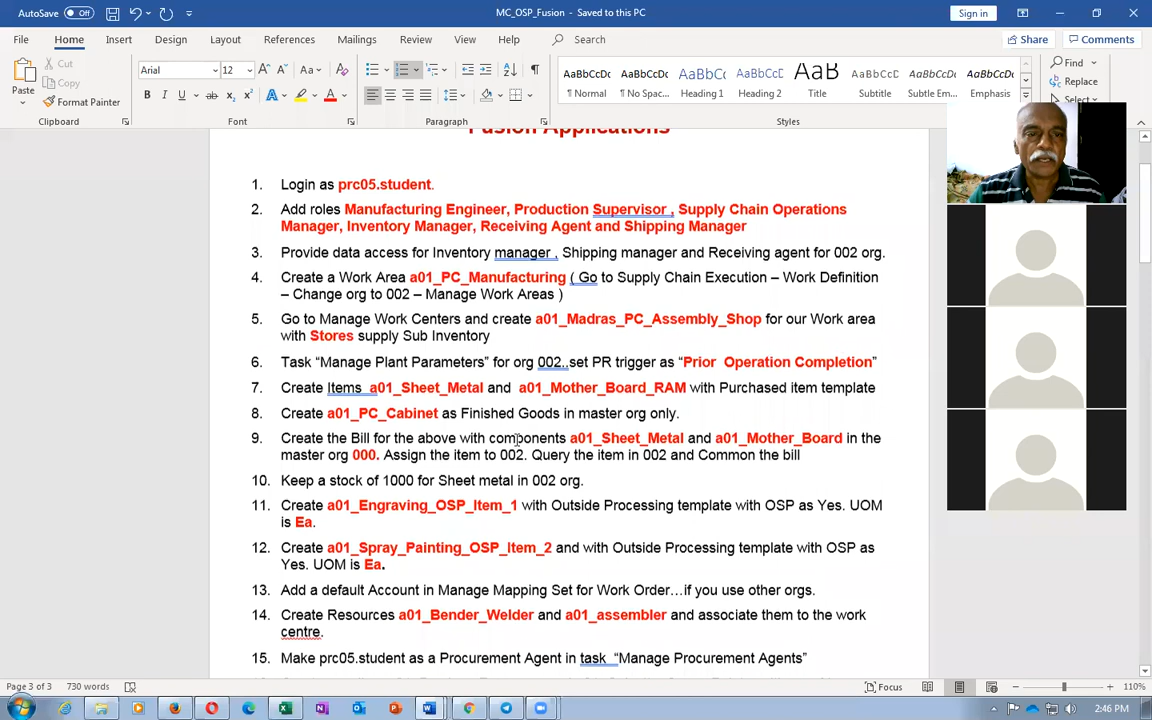 AutoSave Off MC_OSP_Fusion - Saved to this PC Sign in
File Home Insert Design Layout References Mailings Review View Help Search Share Comments
Cut
Copy
Paste
Format Painter
Arial 12
Aa
B I U ab x2 x2 A A
AaBbCcDc AaBbCcDc AaBbCc AaBbCcC AaB AaBbCcD AaBbCcDc AaBbCcDc
¶ Normal ¶ No Spac... Heading 1 Heading 2 Title Subtitle Subtle Em... Emphasis
Find
Replace
Select
Clipboard Font Paragraph Styles
Fusion Applications
1. Login as prc05.student.
2. Add roles Manufacturing Engineer, Production Supervisor , Supply Chain Operations
Manager, Inventory Manager, Receiving Agent and Shipping Manager
3. Provide data access for Inventory manager , Shipping manager and Receiving agent for 002 org.
4. Create a Work Area a01_PC_Manufacturing ( Go to Supply Chain Execution – Work Definition
– Change org to 002 – Manage Work Areas )
5. Go to Manage Work Centers and create a01_Madras_PC_Assembly_Shop for our Work area
with Stores supply Sub Inventory
6. Task “Manage Plant Parameters” for org 002..set PR trigger as “Prior Operation Completion”
7. Create Items a01_Sheet_Metal and a01_Mother_Board_RAM with Purchased item template
8. Create a01_PC_Cabinet as Finished Goods in master org only.
9. Create the Bill for the above with components a01_Sheet_Metal and a01_Mother_Board in the
master org 000. Assign the item to 002. Query the item in 002 and Common the bill
10. Keep a stock of 1000 for Sheet metal in 002 org.
11. Create a01_Engraving_OSP_Item_1 with Outside Processing template with OSP as Yes. UOM
is Ea.
12. Create a01_Spray_Painting_OSP_Item_2 and with Outside Processing template with OSP as
Yes. UOM is Ea.
13. Add a default Account in Manage Mapping Set for Work Order…if you use other orgs.
14. Create Resources a01_Bender_Welder and a01_assembler and associate them to the work
centre.
15. Make prc05.student as a Procurement Agent in task “Manage Procurement Agents”
Page 3 of 3 730 words Focus 110%
2:46 PM